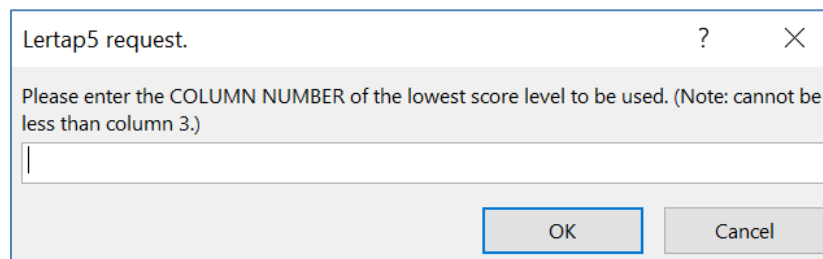 Lertap5 request. ?
Please enter the COLUMN NUMBER of the lowest score level to be used. (Note: cannot be
less than column 3.)
OK Cancel